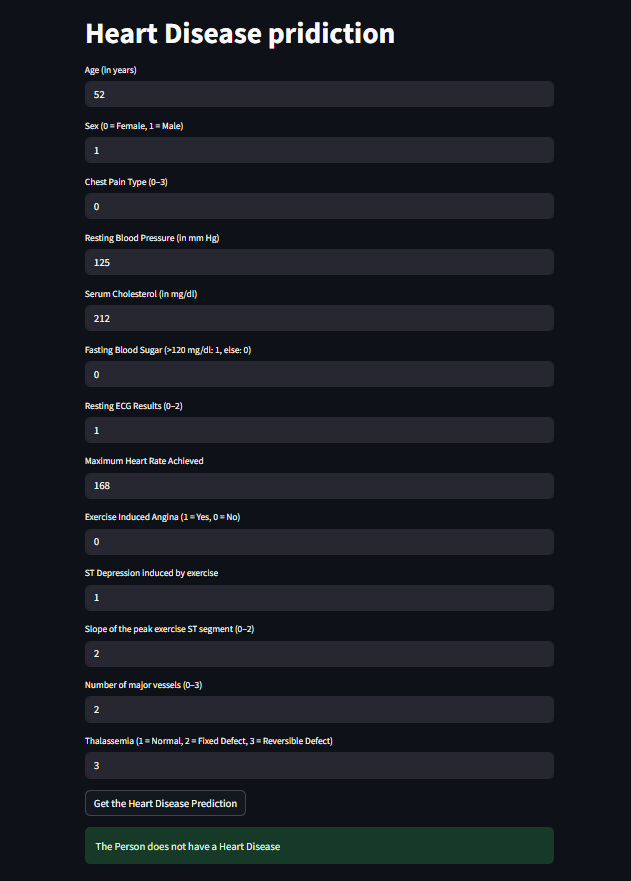 Heart Disease pridiction
Age (in years)
52
Sex (0 = Female, 1 = Male)
1
Chest Pain Type (0–3)
0
Resting Blood Pressure (in mm Hg)
125
Serum Cholesterol (in mg/dl)
212
Fasting Blood Sugar (>120 mg/dl: 1, else: 0)
0
Resting ECG Results (0–2)
1
Maximum Heart Rate Achieved
168
Exercise Induced Angina (1 = Yes, 0 = No)
0
ST Depression induced by exercise
1
Slope of the peak exercise ST segment (0–2)
2
Number of major vessels (0–3)
2
Thalassemia (1 = Normal, 2 = Fixed Defect, 3 = Reversible Defect)
3
Get the Heart Disease Prediction
The Person does not have a Heart Disease